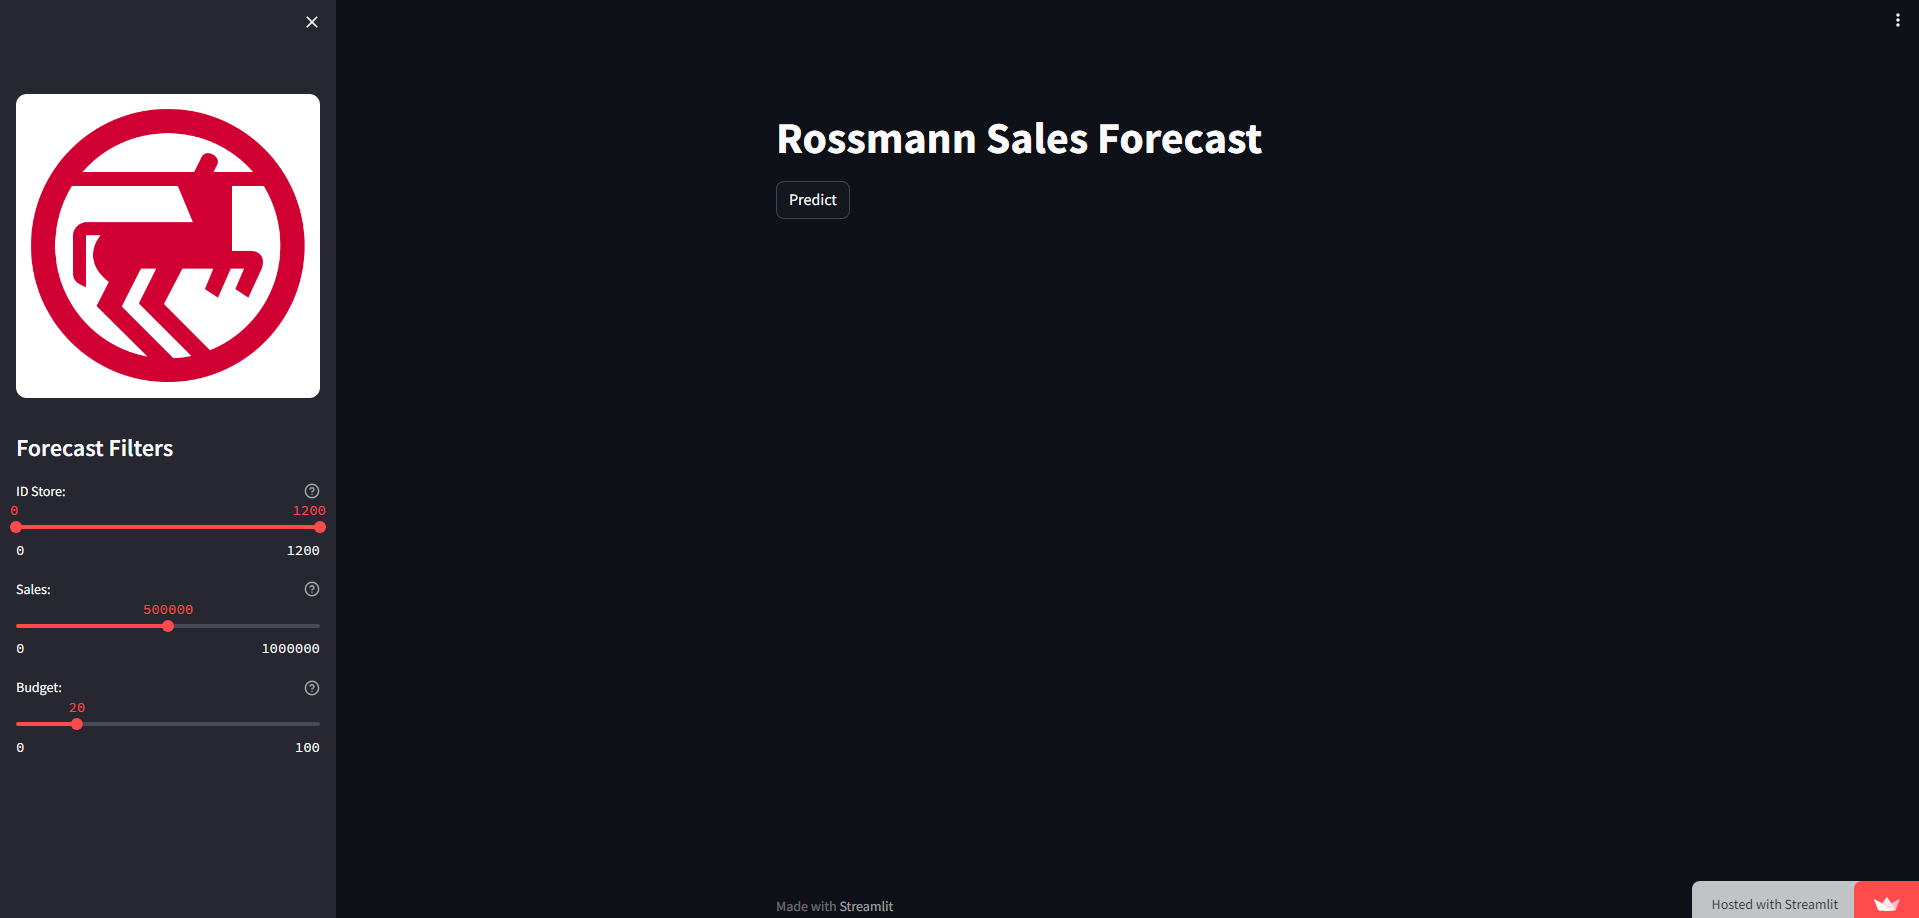 Forecast Filters
ID Store:
0 1200
0 1200
Sales:
500000
0 1000000
Budget:
20
0 100
Rossmann Sales Forecast
Predict
Made with Streamlit
Hosted with Streamlit